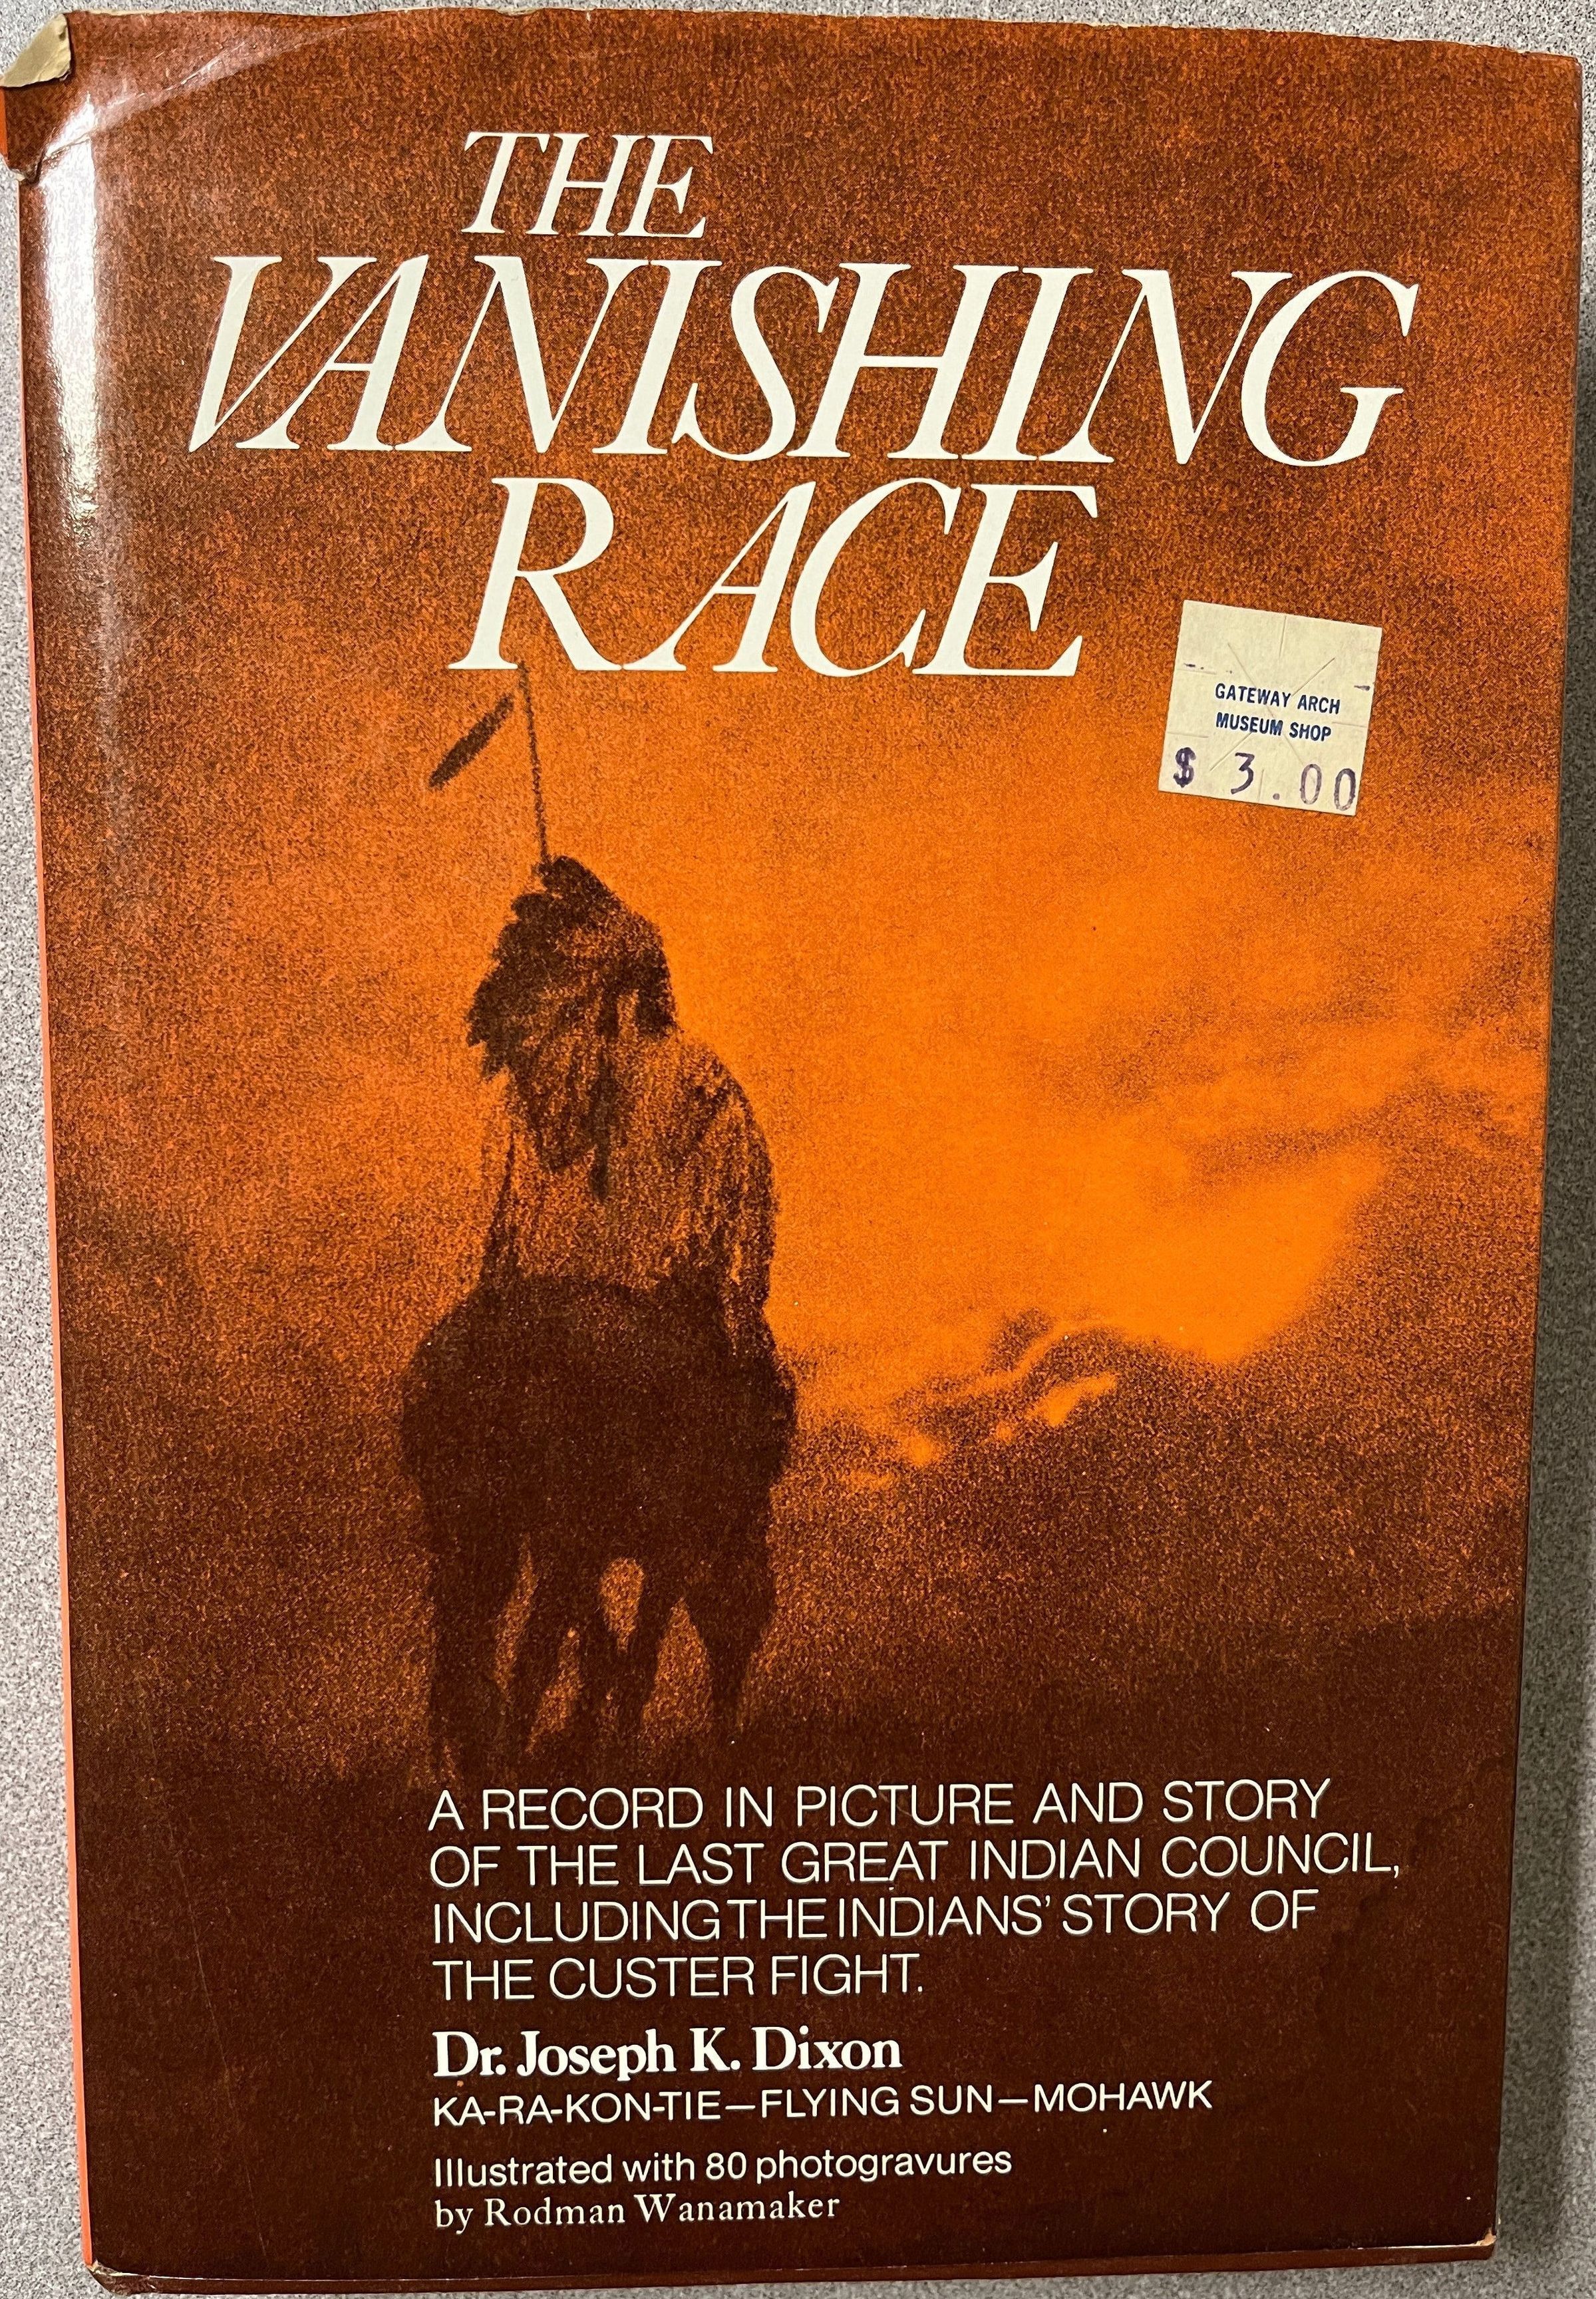 THE
VANISHING
RACE
GATEWAY ARCH
MUSEUM SHOP
$ 3.00
A RECORD IN PICTURE AND STORY
OF THE LAST GREAT INDIAN COUNCIL,
INCLUDING THE INDIANS' STORY OF
THE CUSTER FIGHT.
Dr. Joseph K. Dixon
KA-RA-KON-TIE—FLYING SUN—MOHAWK
Illustrated with 80 photogravures
by Rodman Wanamaker